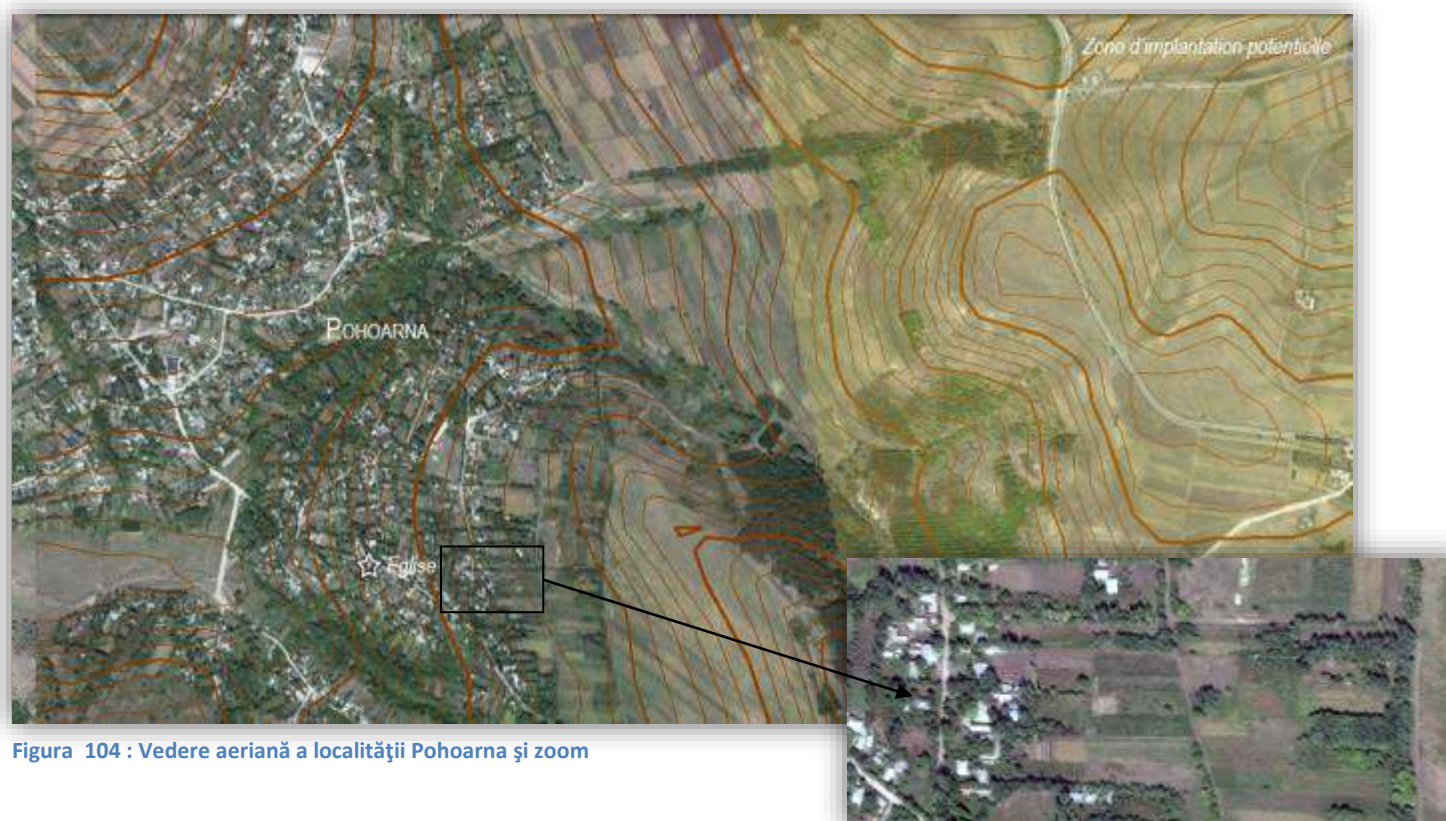 Zone d'implantation potentielle
POHOARNA
Eglise
Figura 104 : Vedere aeriană a localităţii Pohoarna şi zoom